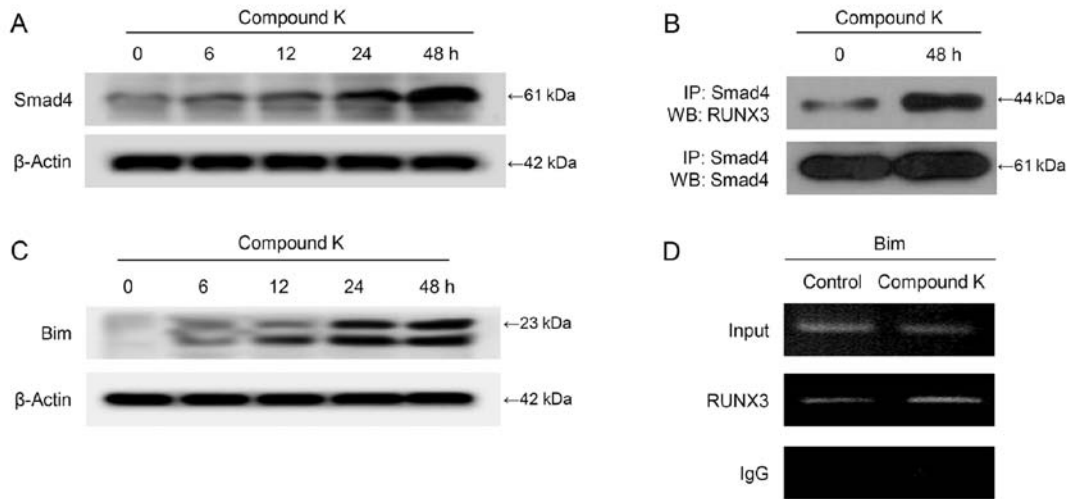 A
Compound K
0 6 12 24 48 h
Smad4
←61 kDa
β-Actin
←42 kDa
B
Compound K
0 48 h
IP: Smad4
WB: RUNX3
←44 kDa
IP: Smad4
WB: Smad4
←61 kDa
C
Compound K
0 6 12 24 48 h
Bim
←23 kDa
β-Actin
←42 kDa
D
Bim
Control Compound K
Input
RUNX3
IgG